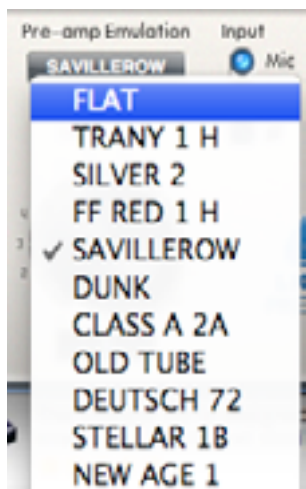 Pre-amp Emulation Input
SAVILLEROW Mic
FLAT
TRANY 1 H
SILVER 2
FF RED 1 H
✓ SAVILLEROW
DUNK
CLASS A 2A
OLD TUBE
DEUTSCH 72
STELLAR 1B
NEW AGE 1